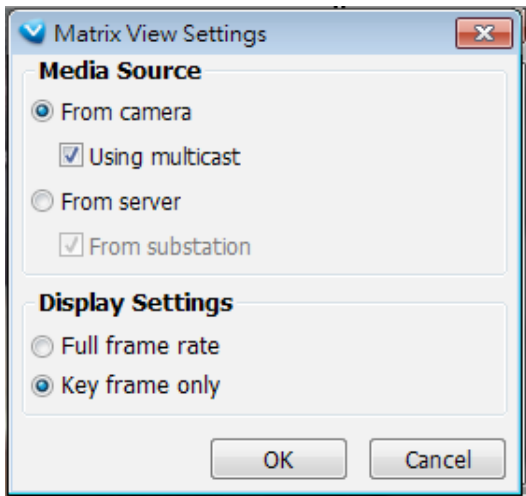 Matrix View Settings
Media Source
From camera
Using multicast
From server
From substation
Display Settings
Full frame rate
Key frame only
OK Cancel